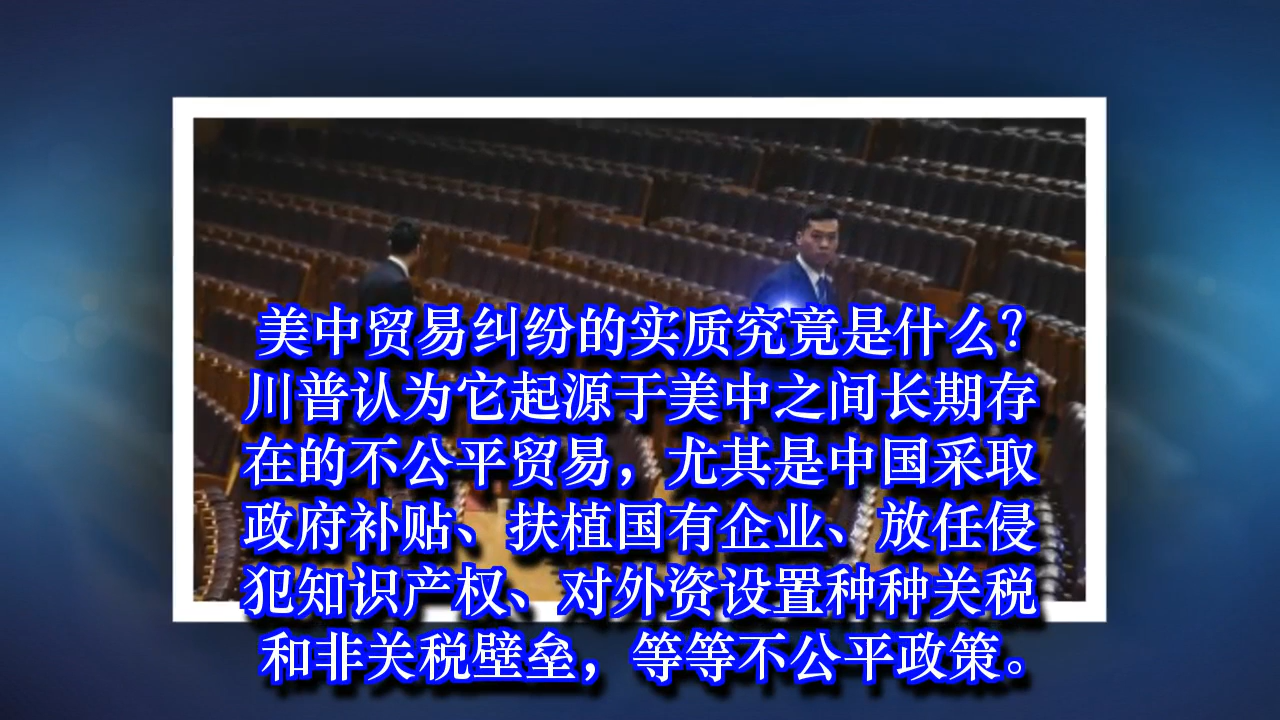 美中贸易纠纷的实质究竟是什么？
川普认为它起源于美中之间长期存
在的不公平贸易，尤其是中国采取
政府补贴、扶植国有企业、放任侵
犯知识产权、对外资设置种种关税
和非关税壁垒，等等不公平政策。